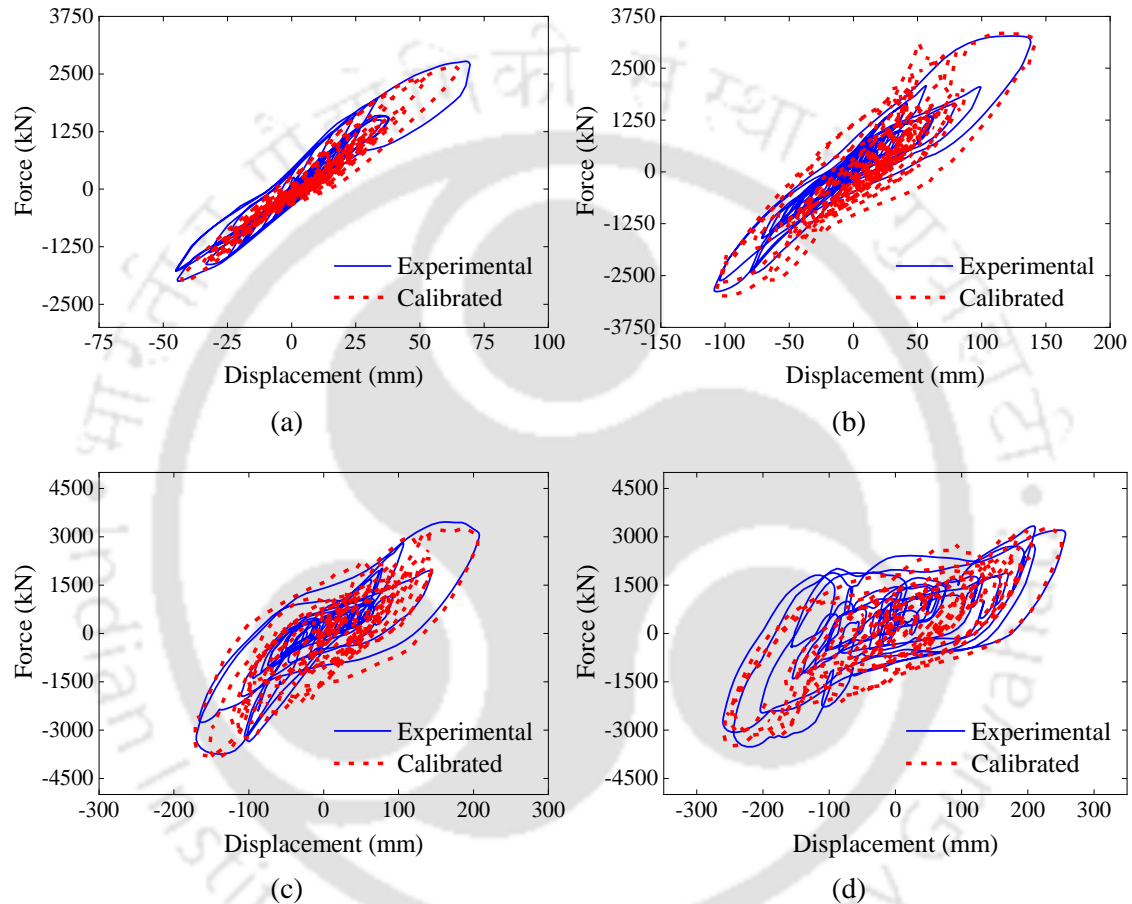 3750
2500
1250
0
-1250
-2500
Force (kN)
Experimental
Calibrated
-75 -50 -25 0 25 50 75 100
Displacement (mm)
(a)
3750
2500
1250
0
-1250
-2500
-3750
Force (kN)
Experimental
Calibrated
-150 -100 -50 0 50 100 150 200
Displacement (mm)
(b)
4500
3000
1500
0
-1500
-3000
-4500
Force (kN)
Experimental
Calibrated
-300 -200 -100 0 100 200 300
Displacement (mm)
(c)
4500
3000
1500
0
-1500
-3000
-4500
Force (kN)
Experimental
Calibrated
-300 -200 -100 0 100 200 300
Displacement (mm)
(d)
Indian